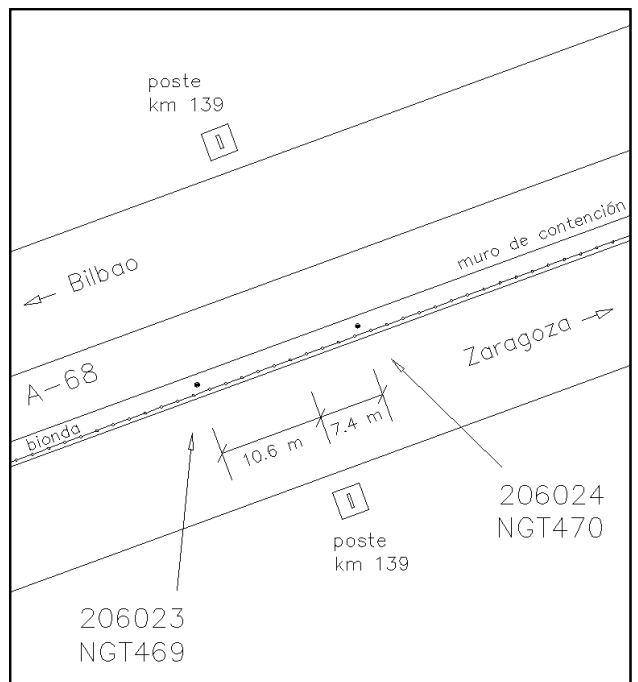 poste
km 139
Bilbao
muro de contención
Zaragoza
A-68
bionda
10.6 m
7.4 m
206024
NGT470
poste
km 139
206023
NGT469